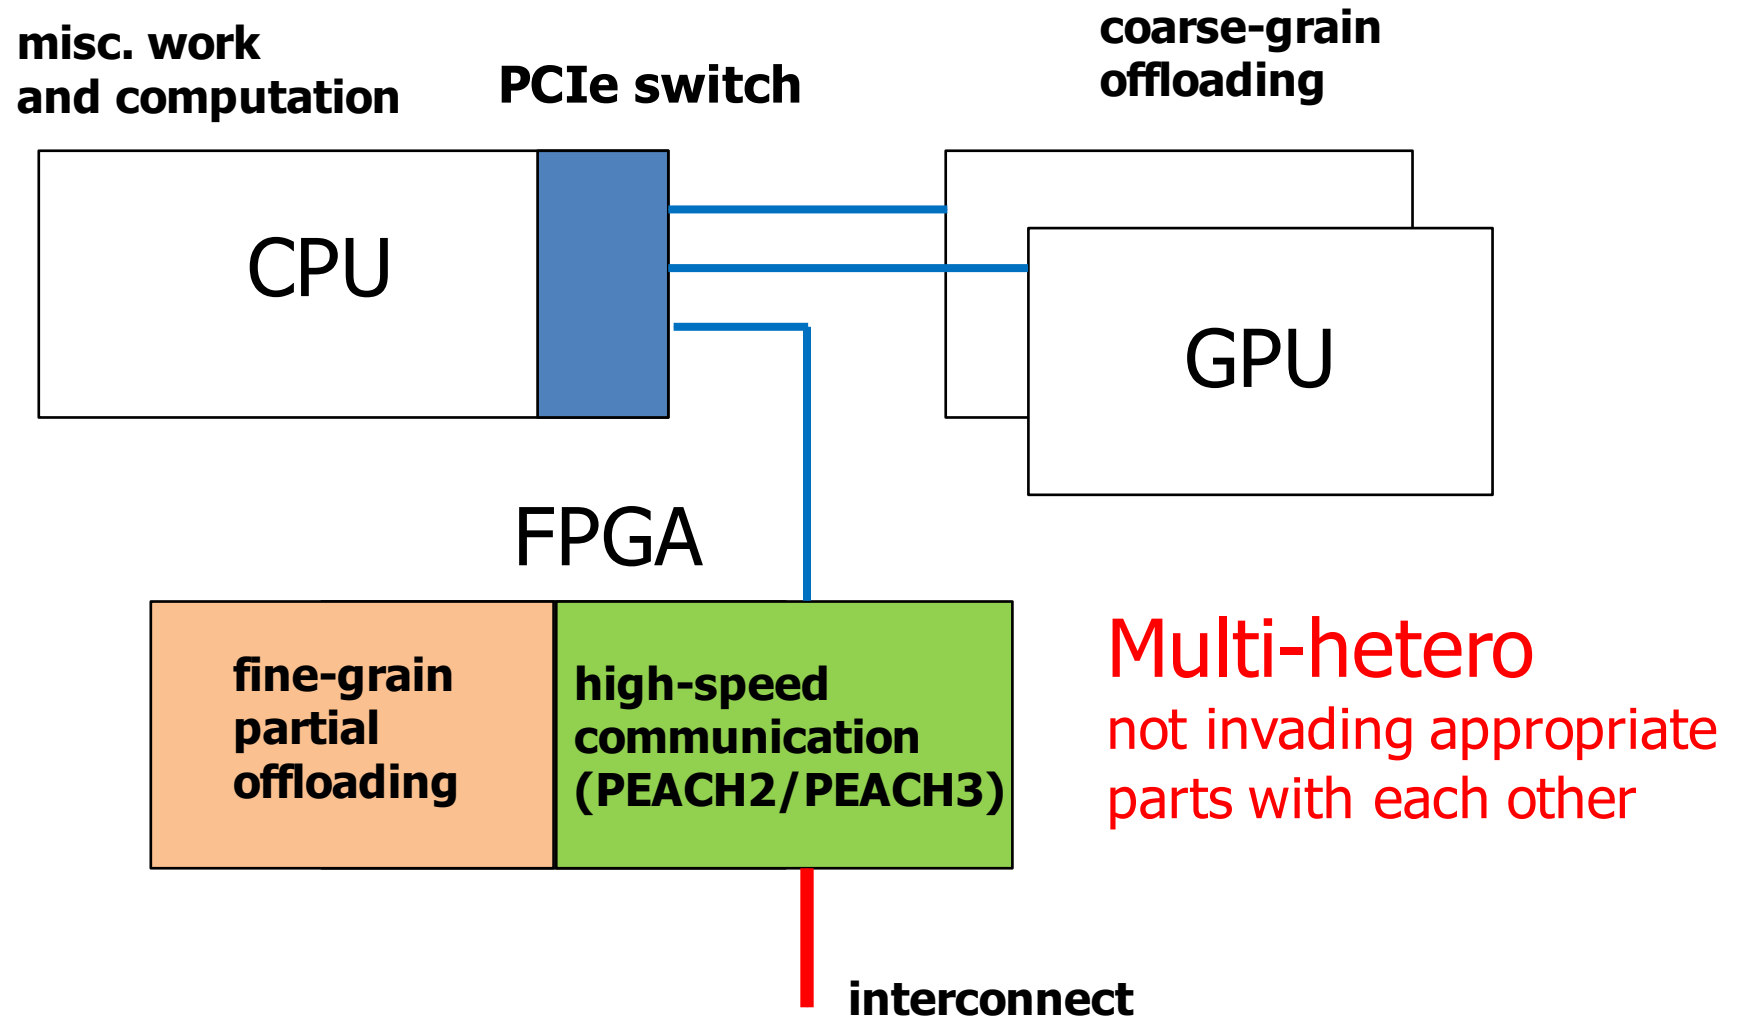 misc. work
and computation
PCIe switch
coarse-grain
offloading
CPU
GPU
FPGA
fine-grain
partial
offloading
high-speed
communication
(PEACH2/PEACH3)
Multi-hetero
not invading appropriate
parts with each other
interconnect